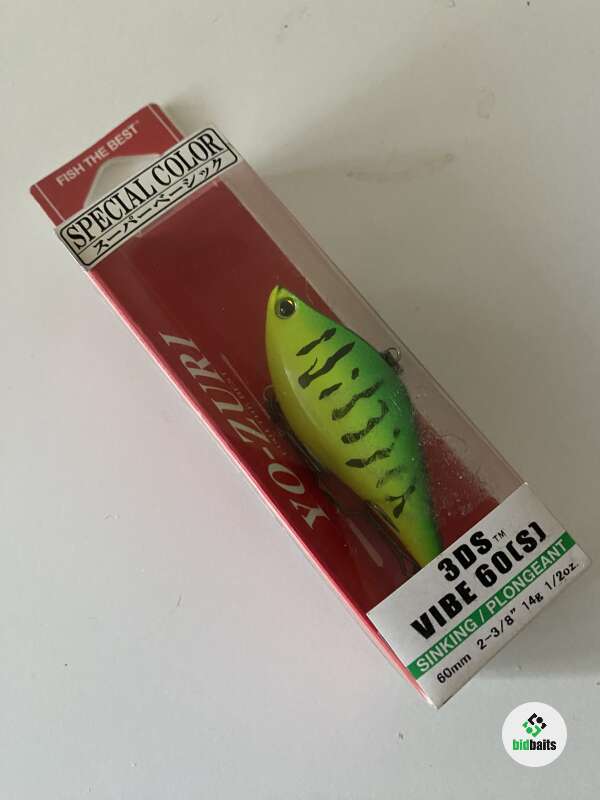 FISH THE BEST™
SPECIAL COLOR
スーパーベーシック
YO-ZURI
3DS™
VIBE 60(S)
SINKING / PLONGEANT
60mm 2-3/8" 14g 1/2oz.
bidbaits